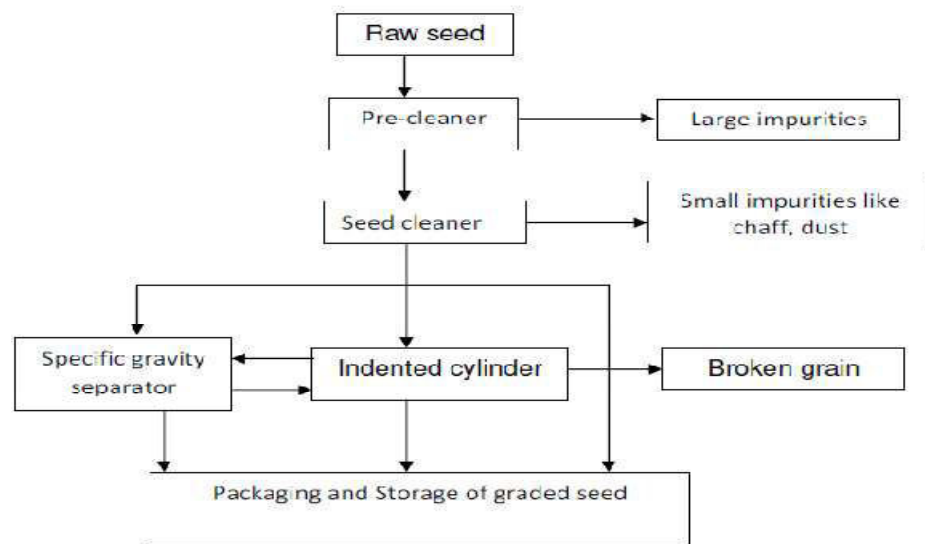 Raw seed
Pre-cleaner
Large impurities
Seed cleaner
Small impurities like
chaff, dust
Specific gravity
separator
Indented cylinder
Broken grain
Packaging and Storage of graded seed